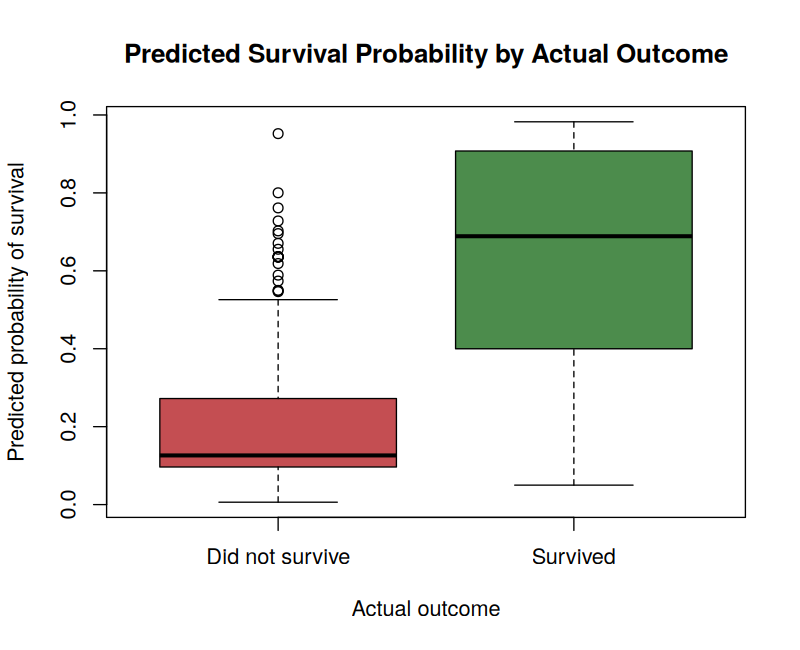 Predicted Survival Probability by Actual Outcome
Predicted probability of survival
1.0
0.8
0.6
0.4
0.2
0.0
Did not survive
Survived
Actual outcome